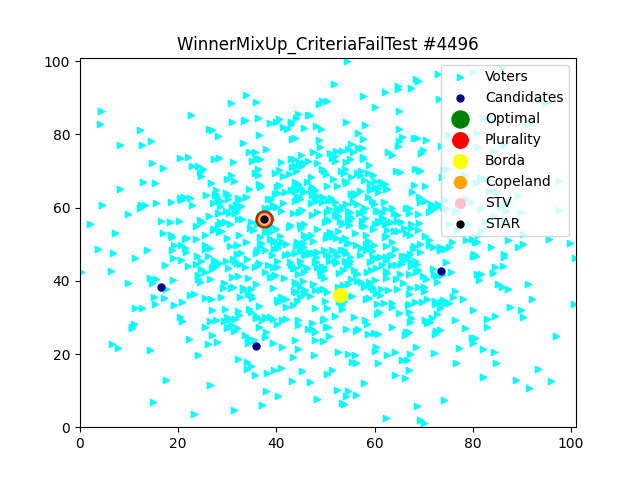 WinnerMixUp_CriteriaFailTest #4496
100
80
60
40
20
0
0 20 40 60 80 100
Voters
Candidates
Optimal
Plurality
Borda
Copeland
STV
STAR